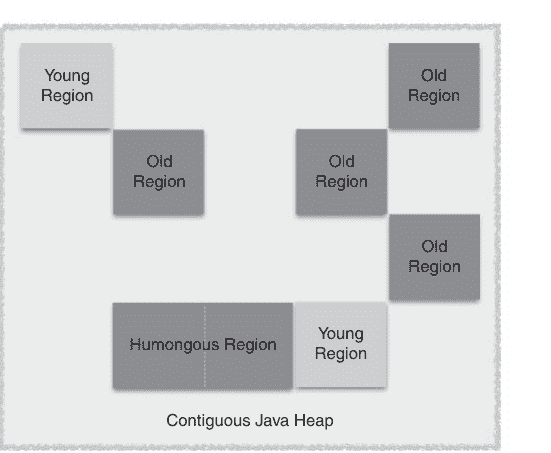 Young
Region
Old
Region
Old
Region
Old
Region
Old
Region
Humongous Region
Young
Region
Contiguous Java Heap